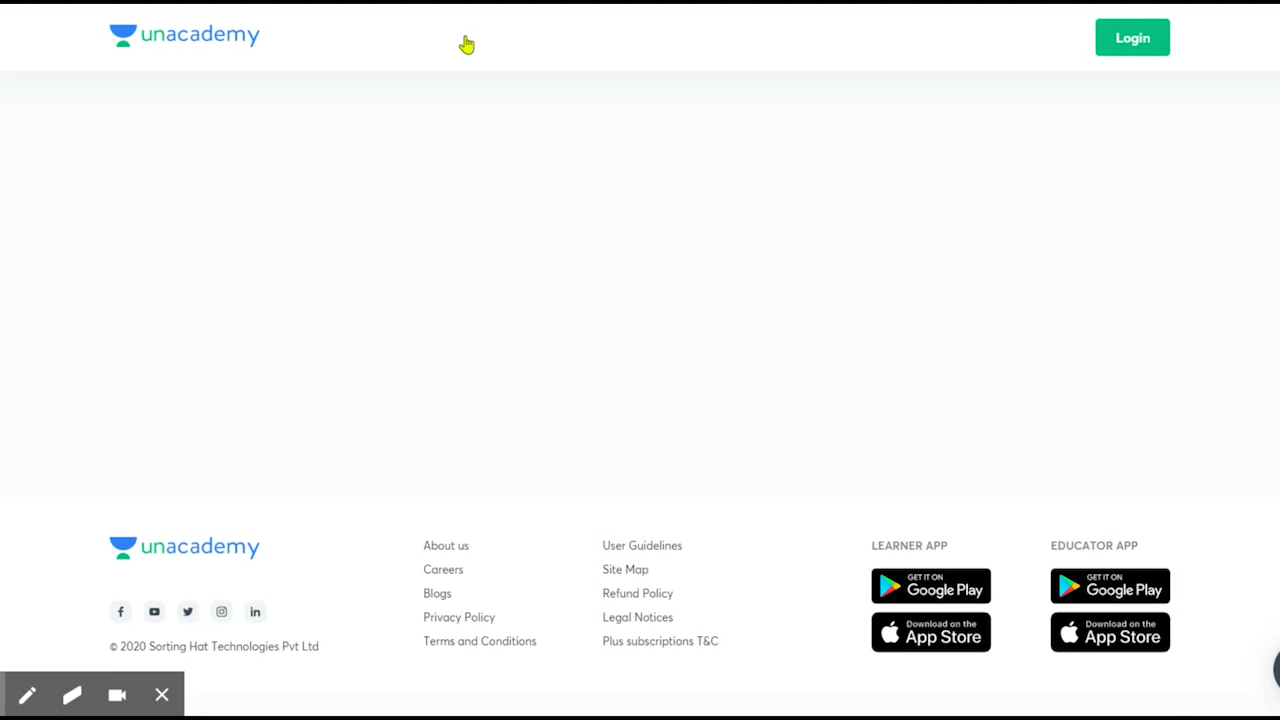 unacademy
Login
unacademy
© 2020 Sorting Hat Technologies Pvt Ltd
About us
Careers
Blogs
Privacy Policy
Terms and Conditions
User Guidelines
Site Map
Refund Policy
Legal Notices
Plus subscriptions T&C
LEARNER APP
GET IT ON
Google Play
Download on the
App Store
EDUCATOR APP
GET IT ON
Google Play
Download on the
App Store